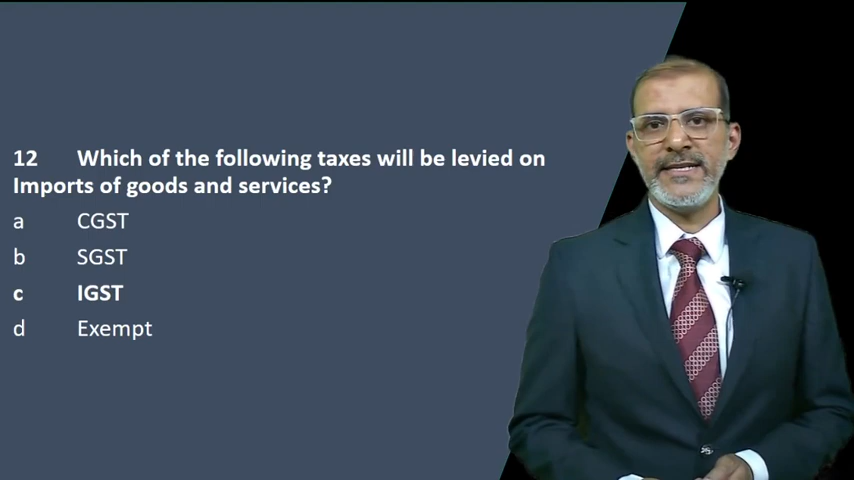 12 Which of the following taxes will be levied on
Imports of goods and services?
a CGST
b SGST
c IGST
d Exempt